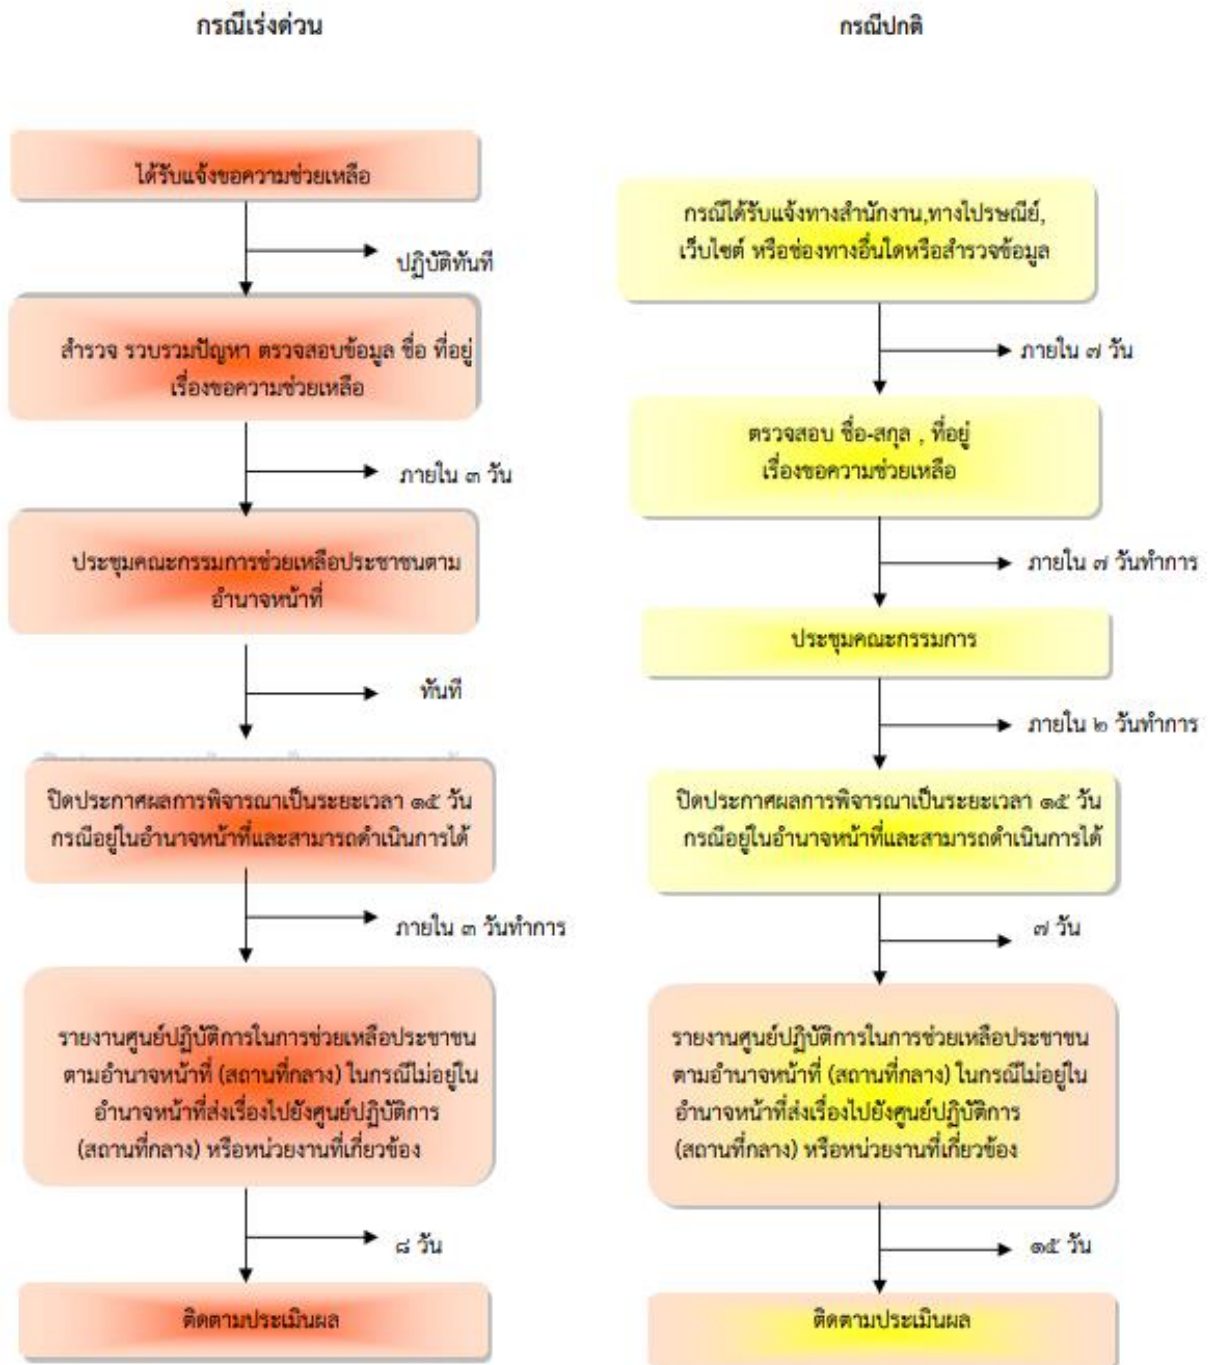 กรณีเร่งด่วน
ได้รับแจ้งขอความช่วยเหลือ
ปฏิบัติทันที
สำรวจ รวบรวมปัญหา ตรวจสอบข้อมูล ชื่อ ที่อยู่
เรื่องขอความช่วยเหลือ
ภายใน ๓ วัน
ประชุมคณะกรรมการช่วยเหลือประชาชนตาม
อำนาจหน้าที่
ทันที
ปิดประกาศผลการพิจารณาเป็นระยะเวลา ๑๕ วัน
กรณีอยู่ในอำนาจหน้าที่และสามารถดำเนินการได้
ภายใน ๓ วันทำการ
รายงานศูนย์ปฏิบัติการในการช่วยเหลือประชาชน
ตามอำนาจหน้าที่ (สถานที่กลาง) ในกรณีไม่อยู่ใน
อำนาจหน้าที่ส่งเรื่องไปยังศูนย์ปฏิบัติการ
(สถานที่กลาง) หรือหน่วยงานที่เกี่ยวข้อง
๘ วัน
ติดตามประเมินผล
กรณีปกติ
กรณีได้รับแจ้งทางสำนักงาน,ทางไปรษณีย์,
เว็บไซต์ หรือช่องทางอื่นใดหรือสำรวจข้อมูล
ภายใน ๗ วัน
ตรวจสอบ ชื่อ-สกุล , ที่อยู่
เรื่องขอความช่วยเหลือ
ภายใน ๗ วันทำการ
ประชุมคณะกรรมการ
ภายใน ๒ วันทำการ
ปิดประกาศผลการพิจารณาเป็นระยะเวลา ๑๕ วัน
กรณีอยู่ในอำนาจหน้าที่และสามารถดำเนินการได้
๗ วัน
รายงานศูนย์ปฏิบัติการในการช่วยเหลือประชาชน
ตามอำนาจหน้าที่ (สถานที่กลาง) ในกรณีไม่อยู่ใน
อำนาจหน้าที่ส่งเรื่องไปยังศูนย์ปฏิบัติการ
(สถานที่กลาง) หรือหน่วยงานที่เกี่ยวข้อง
๑๕ วัน
ติดตามประเมินผล